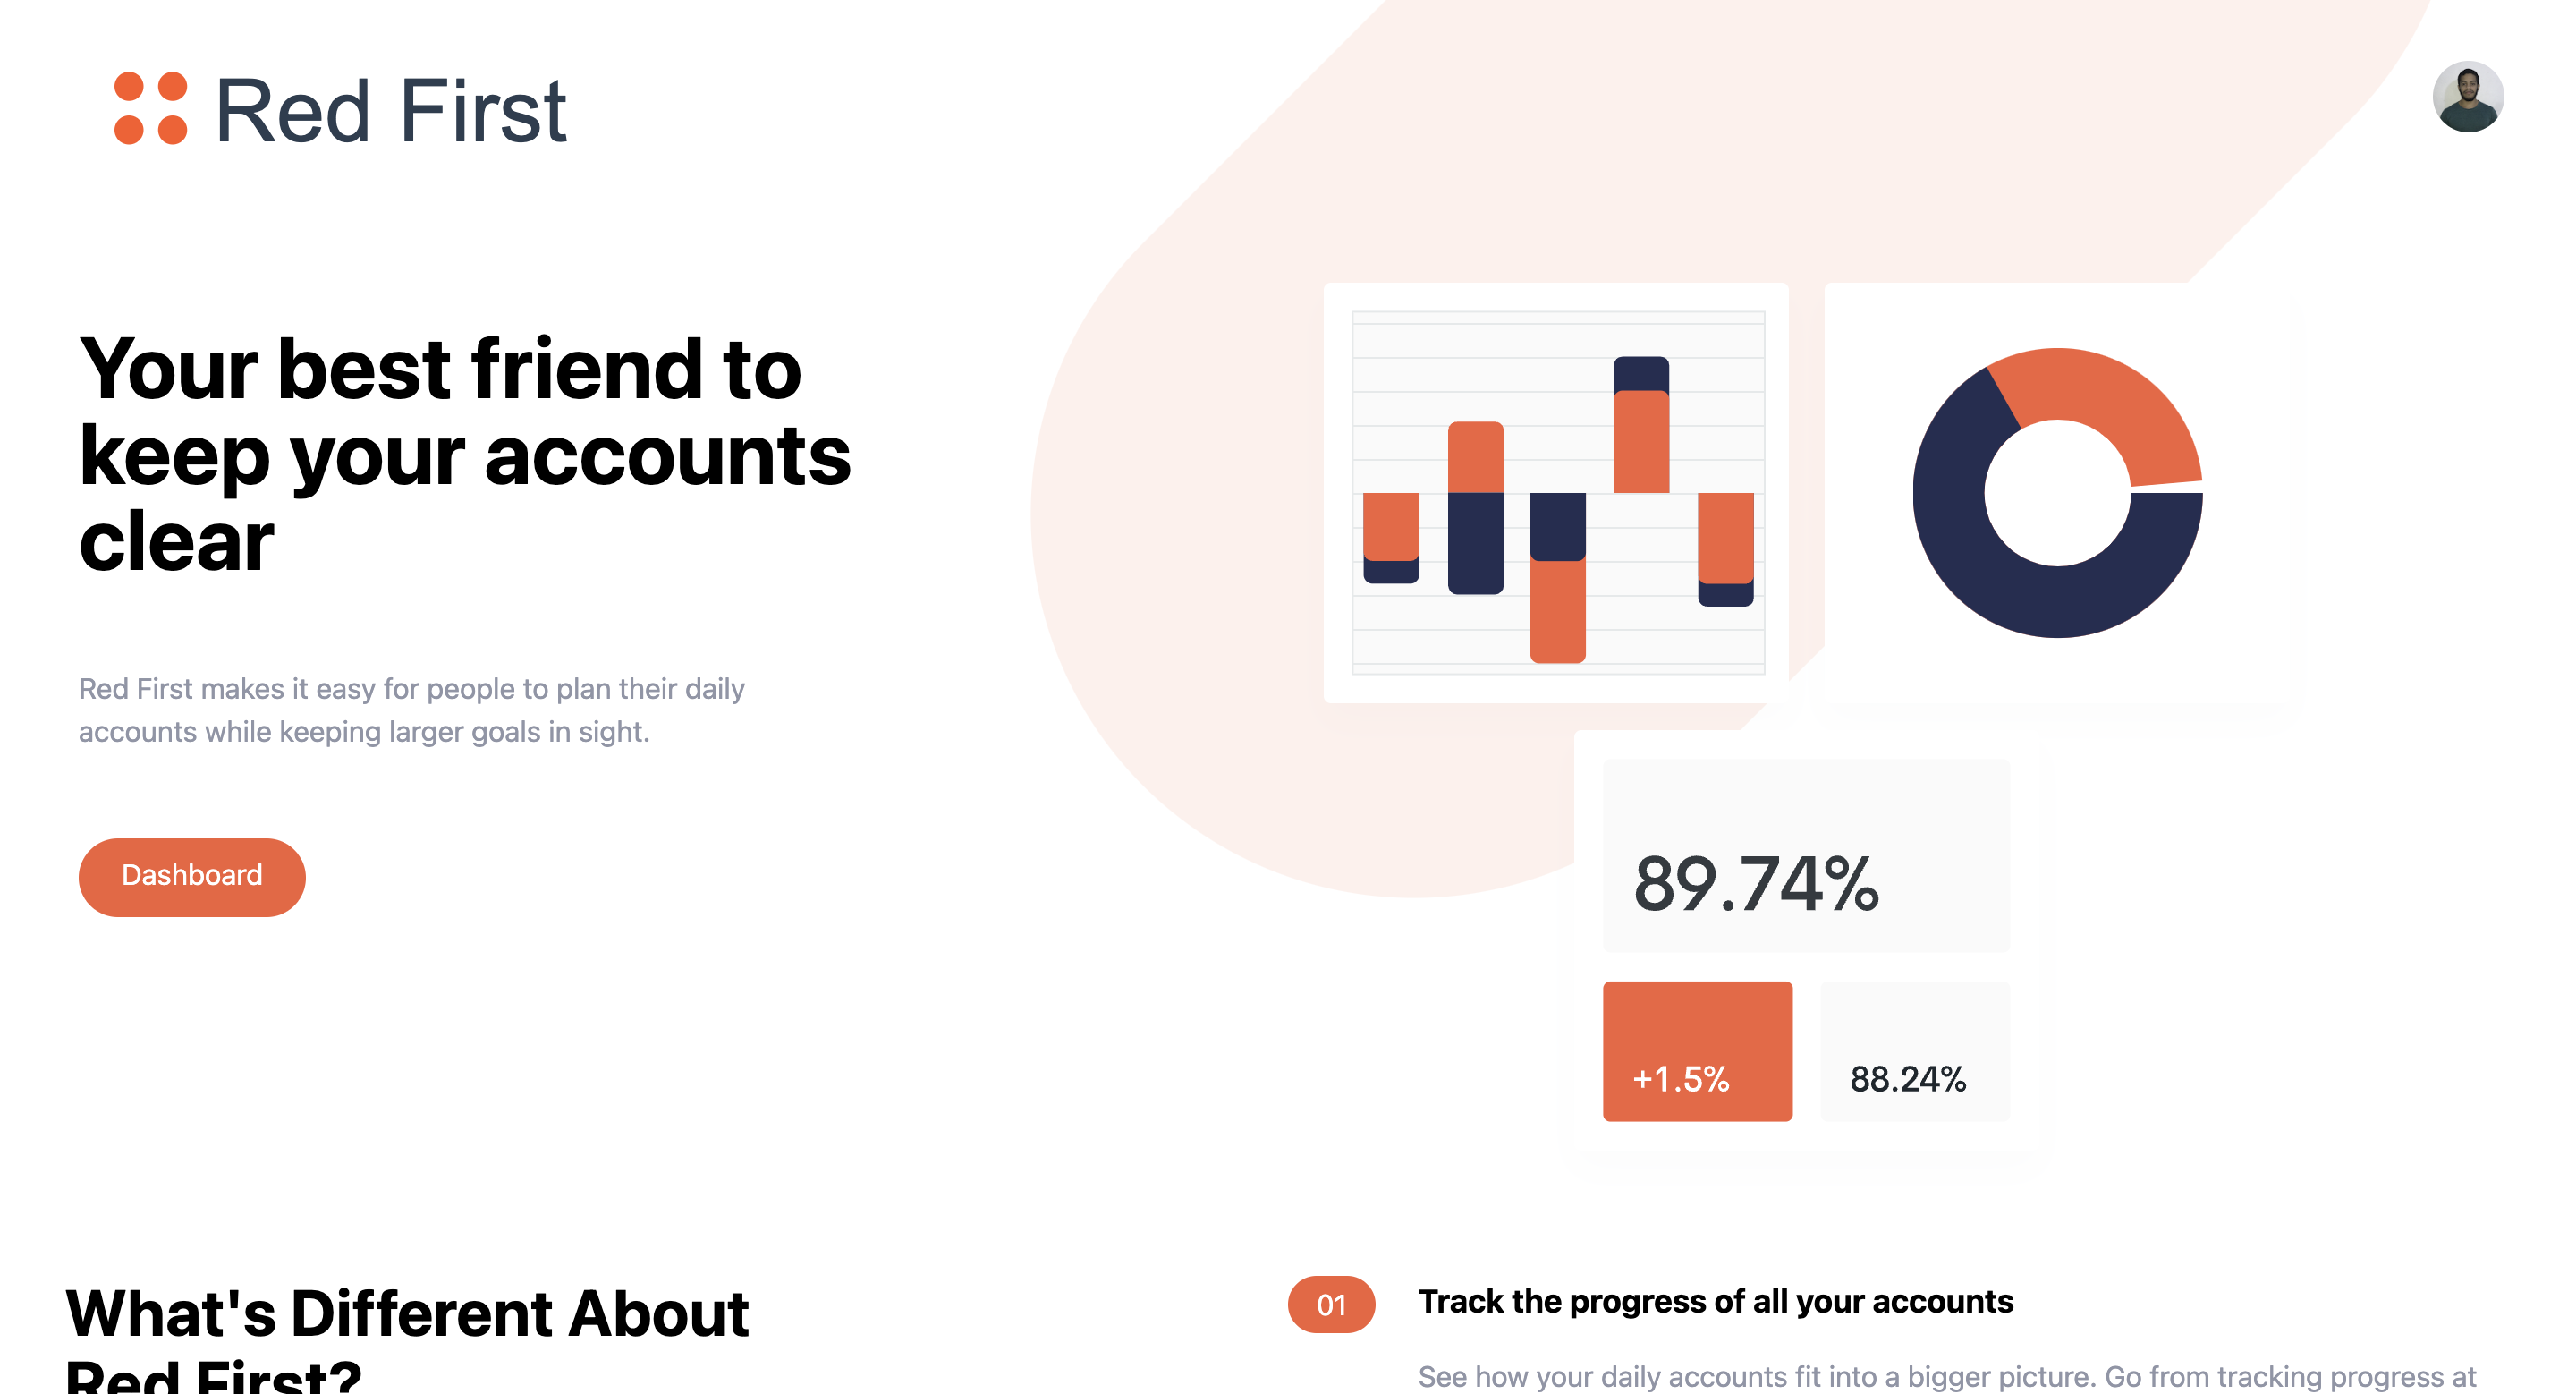 Red First
Your best friend to
keep your accounts
clear
Red First makes it easy for people to plan their daily
accounts while keeping larger goals in sight.
Dashboard
89.74%
+1.5%
88.24%
What's Different About
Red First?
01
Track the progress of all your accounts
See how your daily accounts fit into a bigger picture. Go from tracking progress at